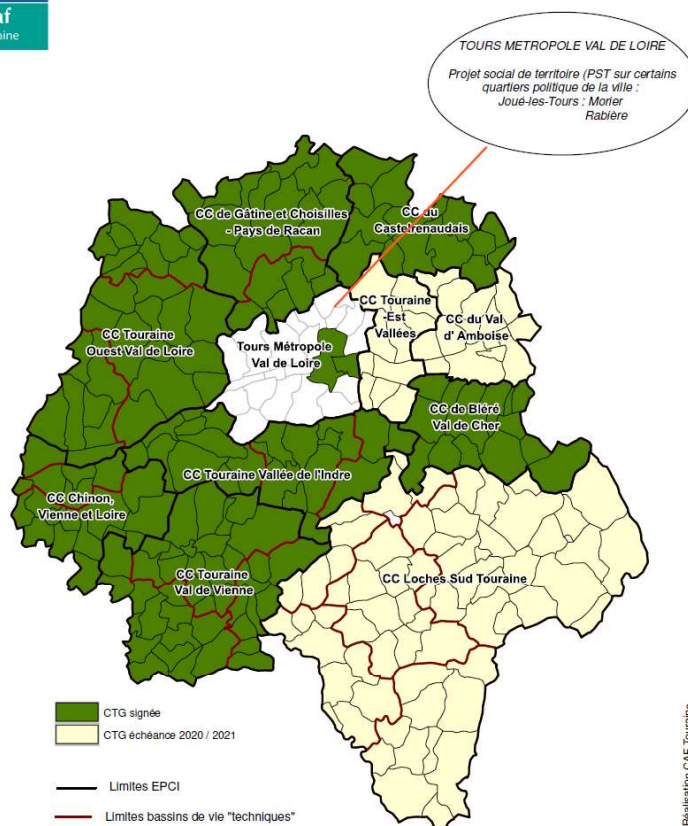 af
aine
TOURS METROPOLE VAL DE LOIRE
Projet social de territoire (PST sur certains
quartiers politique de la ville :
Joué-les-Tours : Morier
Rabière
CC de Gâtine et Choisilles
- Pays de Racan
CC du
Castelrenaudais
CC Touraine
-Est
Vallées
CC du Val
d' Amboise
CC Touraine
Ouest Val de Loire
Tours Métropole
Val de Loire
CC de Bléré
Val de Cher
CC Touraine Vallée de l'Indre
CC Chinon,
Vienne et Loire
CC Touraine
Val de Vienne
CC Loches Sud Touraine
CTG signée
CTG échéance 2020 / 2021
Limites EPCI
Limites bassins de vie "techniques"
Réalisation CAF Touraine